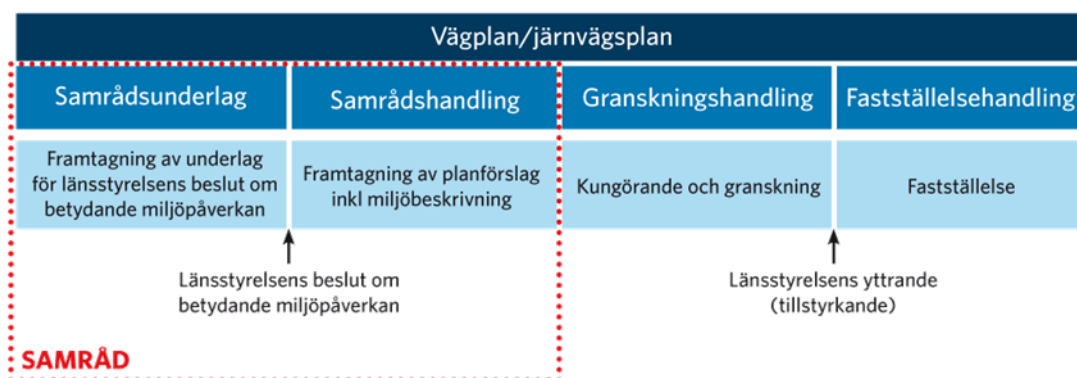 Vägplan/järnvägsplan
Samrådsunderlag
Samrådshandling
Granskningshandling
Fastställelsehandling
Framtagning av underlag
för länsstyrelsens beslut om
betydande miljöpåverkan
Framtagning av planförslag
inkl miljöbeskrivning
Kungörande och granskning
Fastställelse
Länsstyrelsens beslut om
betydande miljöpåverkan
Länsstyrelsens yttrande
(tillstyrkande)
SAMRÅD